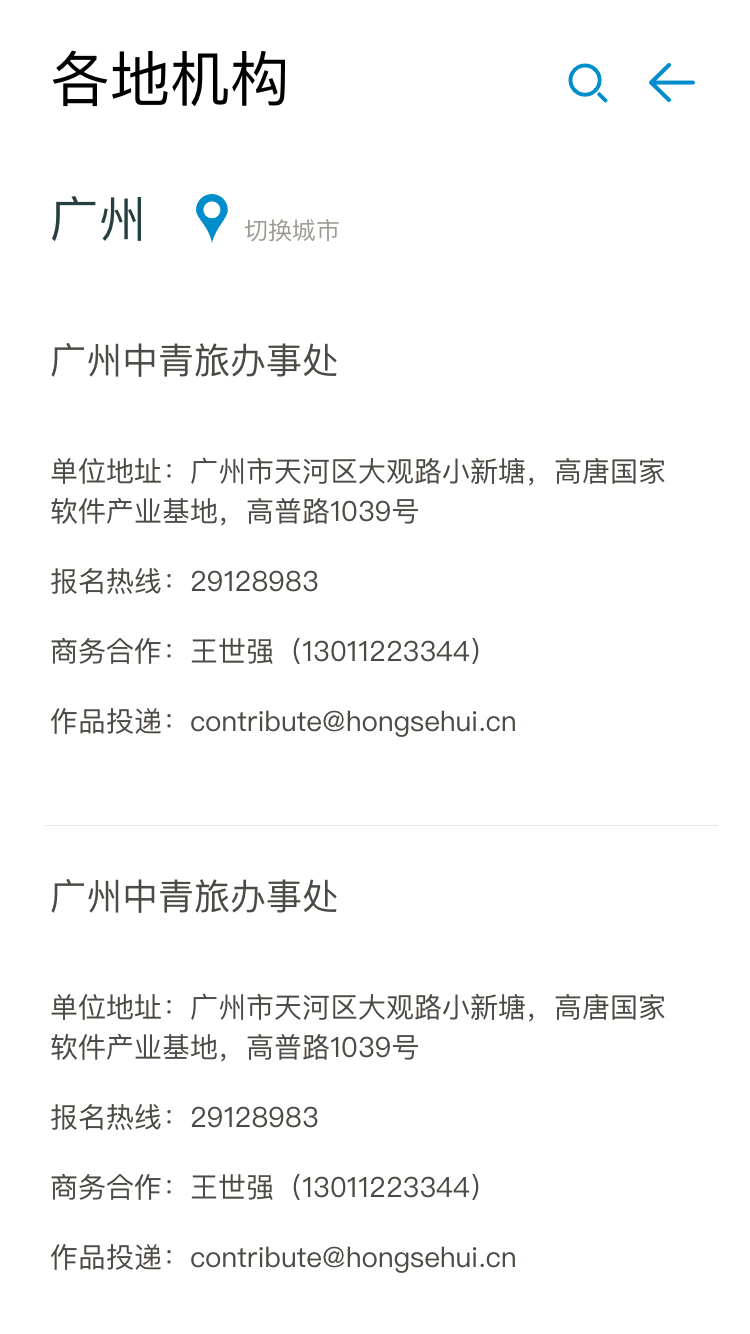 各地机构
广州
切换城市
广州中青旅办事处
单位地址：广州市天河区大观路小新塘，高唐国家
软件产业基地，高普路1039号
报名热线：29128983
商务合作：王世强（13011223344）
作品投递：contribute@hongsehui.cn
广州中青旅办事处
单位地址：广州市天河区大观路小新塘，高唐国家
软件产业基地，高普路1039号
报名热线：29128983
商务合作：王世强（13011223344）
作品投递：contribute@hongsehui.cn